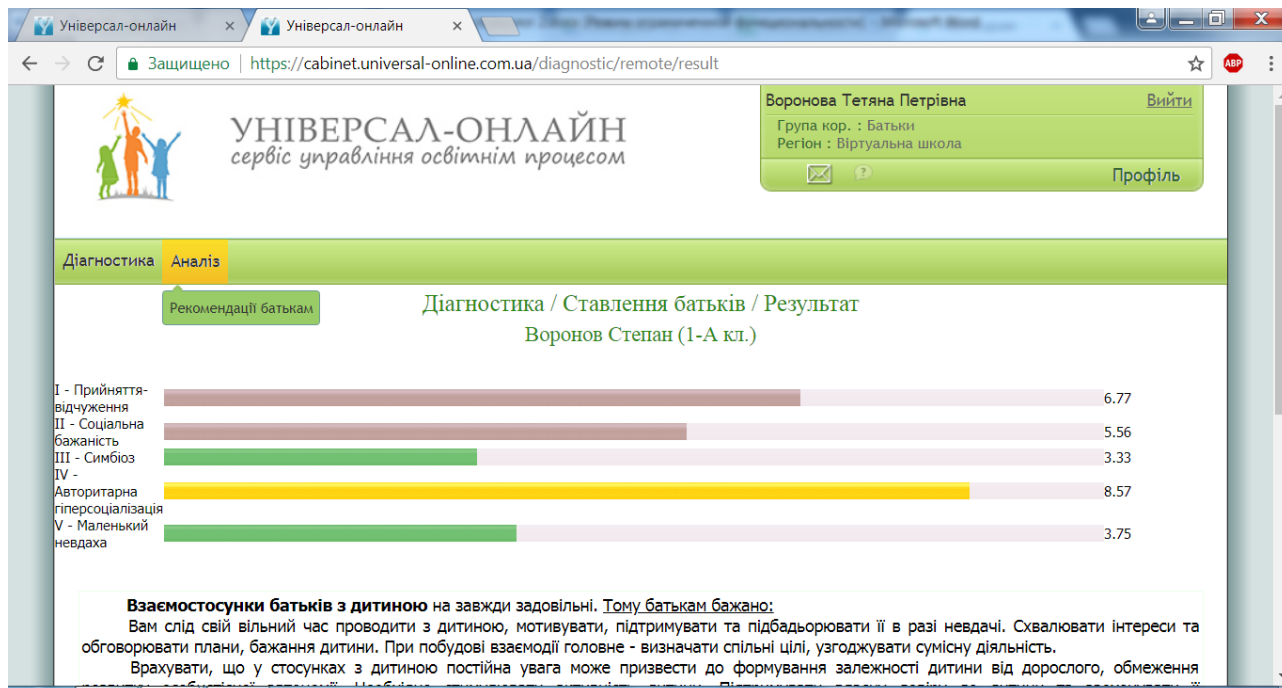 Універсал-онлайн
Універсал-онлайн
Защищено https://cabinet.universal-online.com.ua/diagnostic/remote/result
ABP
УНІВЕРСАЛ-ОНЛАЙН
сервіс управління освітнім процесом
Воронова Тетяна Петрівна Вийти
Група кор. : Батьки
Регіон : Віртуальна школа
Профіль
Діагностика Аналіз
Рекомендації батькам
Діагностика / Ставлення батьків / Результат
Воронов Степан (1-А кл.)
I - Прийняття-
відчуження
6.77
II - Соціальна
бажаність
5.56
III - Симбіоз 3.33
IV -
Авторитарна
гіперсоціалізація
8.57
V - Маленький
невдаха
3.75
Взаємостосунки батьків з дитиною на завжди задовільні. Тому батькам бажано:
Вам слід свій вільний час проводити з дитиною, мотивувати, підтримувати та підбадьорювати її в разі невдачі. Схвалювати інтереси та
обговорювати плани, бажання дитини. При побудові взаємодії головне - визначати спільні цілі, узгоджувати сумісну діяльність.
Врахувати, що у стосунках з дитиною постійна увага може призвести до формування залежності дитини від дорослого, обмеження